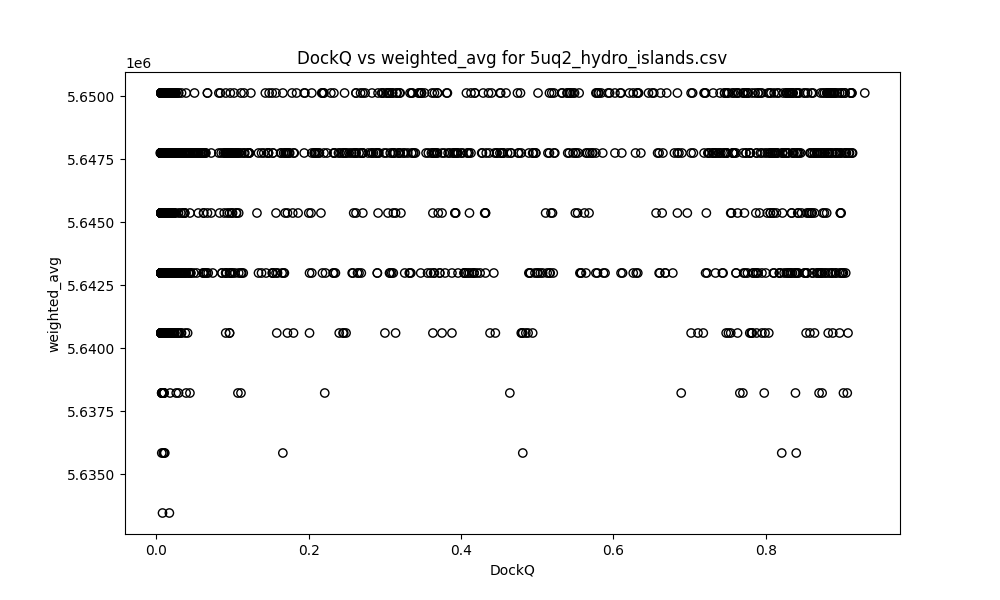 DockQ vs weighted_avg for 5uq2_hydro_islands.csv
1e6
5.6500
5.6475
5.6450
5.6425
5.6400
5.6375
5.6350
weighted_avg
0.0 0.2 0.4 0.6 0.8
DockQ